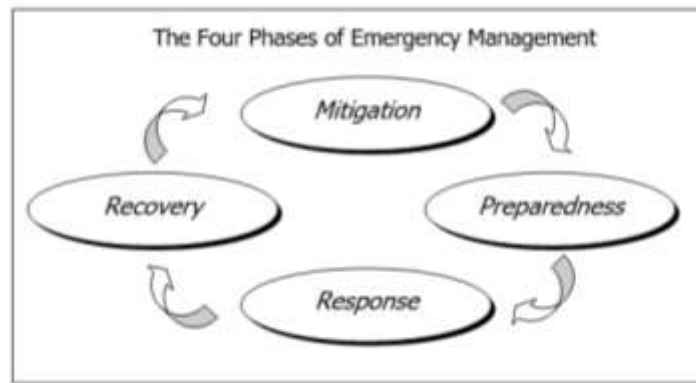 The Four Phases of Emergency Management
Mitigation
Recovery
Preparedness
Response